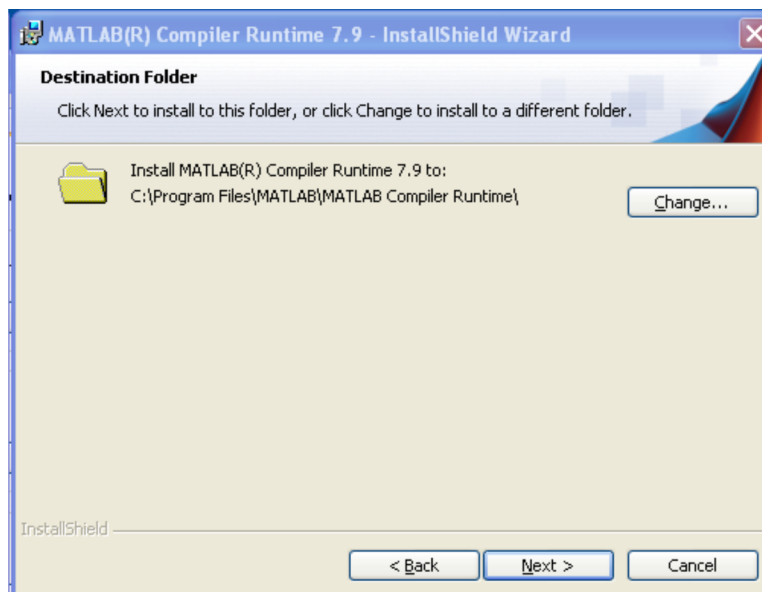 MATLAB(R) Compiler Runtime 7.9 - InstallShield Wizard
Destination Folder
Click Next to install to this folder, or click Change to install to a different folder.
Install MATLAB(R) Compiler Runtime 7.9 to:
C:\Program Files\MATLAB\MATLAB Compiler Runtime\
Change...
InstallShield
< Back
Next >
Cancel